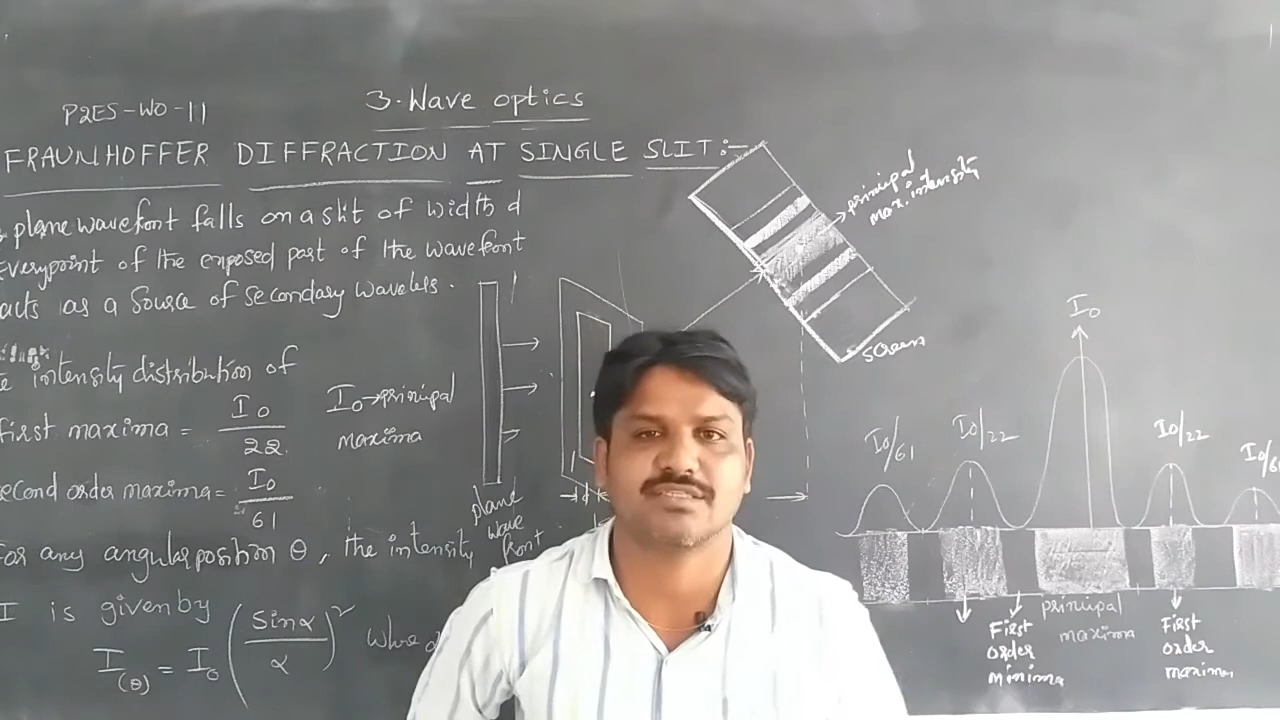 P2ES-WO-11
3. Wave optics
FRAUNHOFFER DIFFRACTION AT SINGLE SLIT:-
plane wavefont falls on a slit of width d
Everypoint of the exposed part of the wavefont
acts as a Source of secondary wavelets.
intensity distribution of
first maxima = I₀/22
I₀→principal
maxima
second order maxima = I₀/61
For any angular position θ, the intensity
I is given by
I(θ) = I₀ (Sinα/α)² where
plane
wave
front
d
principal
max. intensity
screen
I₀
I₀/61
I₀/22
I₀/22
I₀/6
First
order
minima
principal
maxima
First
order
maxima